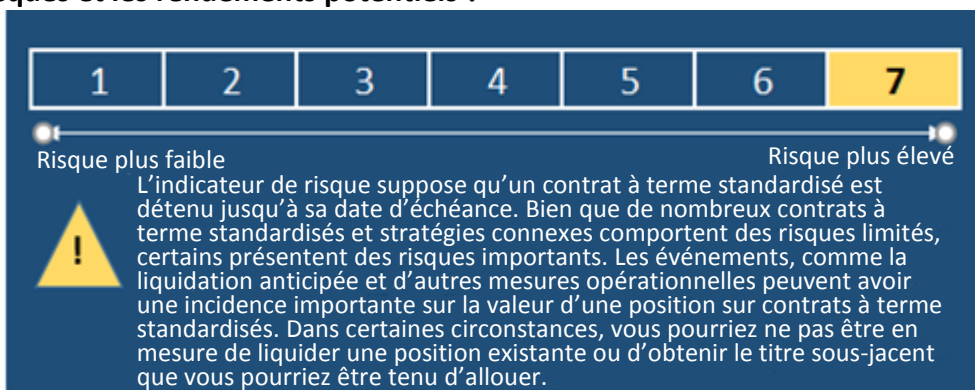 1 2 3 4 5 6 7
Risque plus faible Risque plus élevé
L'indicateur de risque suppose qu'un contrat à terme standardisé est
détenu jusqu'à sa date d'échéance. Bien que de nombreux contrats à
terme standardisés et stratégies connexes comportent des risques limités,
certains présentent des risques importants. Les événements, comme la
liquidation anticipée et d'autres mesures opérationnelles peuvent avoir
une incidence importante sur la valeur d'une position sur contrats à terme
standardisés. Dans certaines circonstances, vous pourriez ne pas être en
mesure de liquider une position existante ou d'obtenir le titre sous-jacent
que vous pourriez être tenu d'allouer.
!